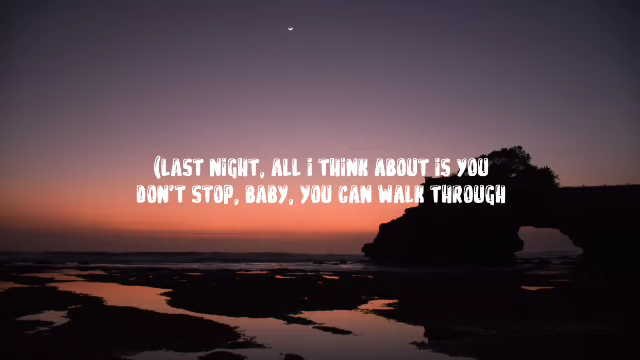 (LAST NIGHT, ALL I THINK ABOUT IS YOU
DON'T STOP, BABY, YOU CAN WALK THROUGH